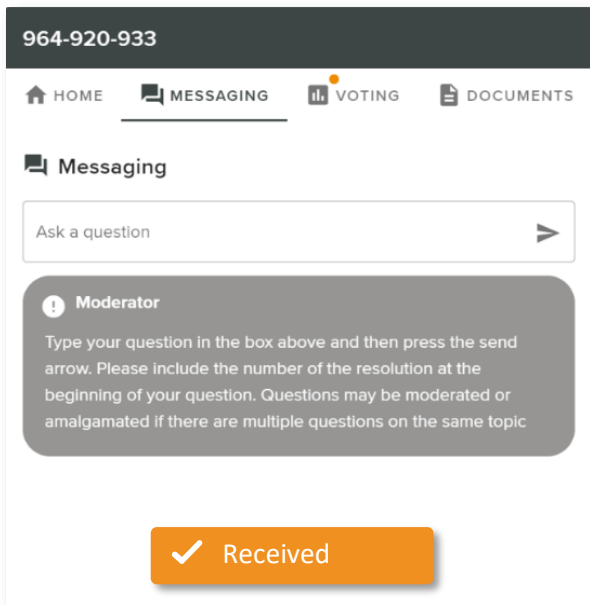 964-920-933
HOME MESSAGING VOTING DOCUMENTS
Messaging
Ask a question
Moderator
Type your question in the box above and then press the send
arrow. Please include the number of the resolution at the
beginning of your question. Questions may be moderated or
amalgamated if there are multiple questions on the same topic
Received